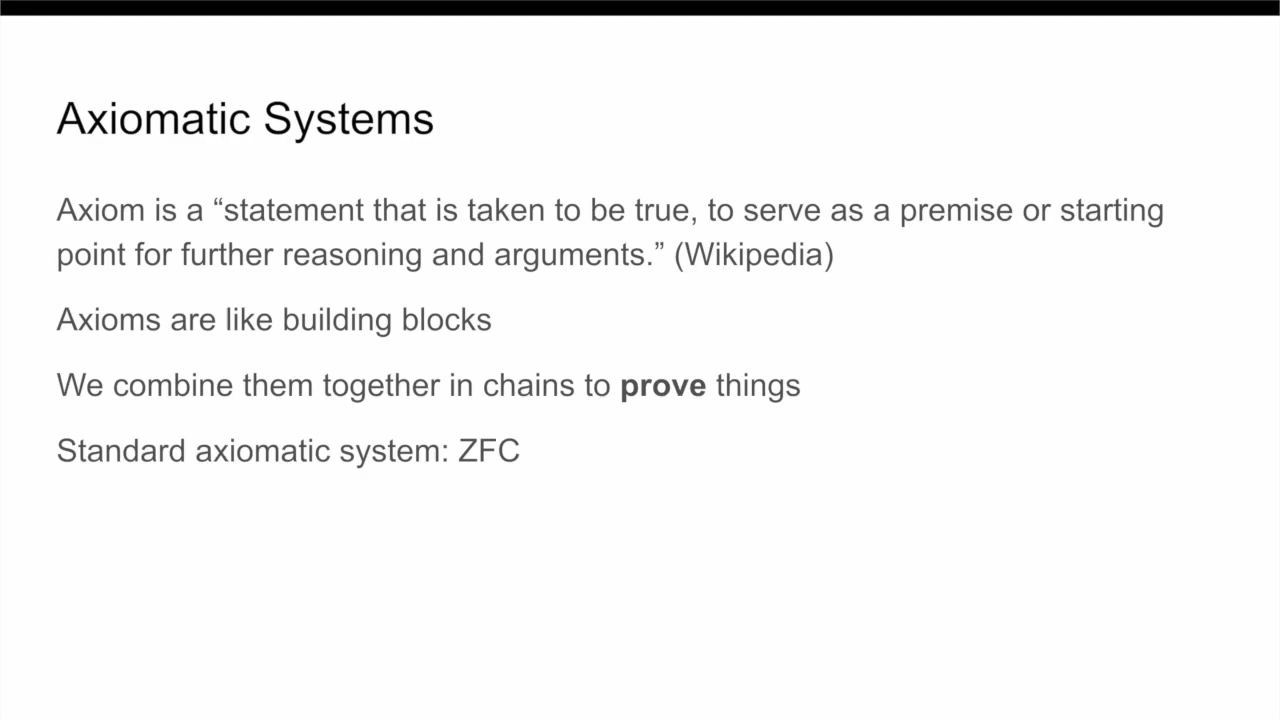 Axiomatic Systems
Axiom is a “statement that is taken to be true, to serve as a premise or starting
point for further reasoning and arguments.” (Wikipedia)
Axioms are like building blocks
We combine them together in chains to prove things
Standard axiomatic system: ZFC